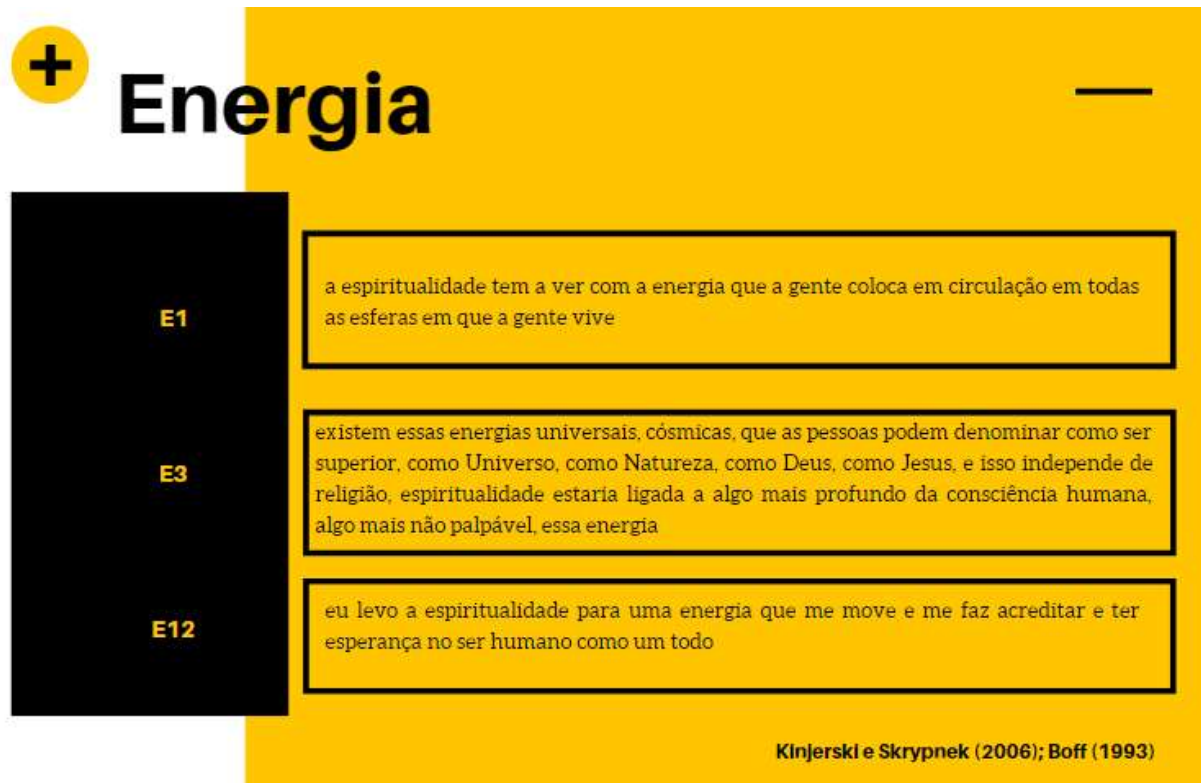 +
Energia
E1
a espiritualidade tem a ver com a energia que a gente coloca em circulação em todas
as esferas em que a gente vive
E3
existem essas energias universais, cósmicas, que as pessoas podem denominar como ser
superior, como Universo, como Natureza, como Deus, como Jesus, e isso independe de
religião, espiritualidade estaria ligada a algo mais profundo da consciência humana,
algo mais não palpável, essa energia
E12
eu levo a espiritualidade para uma energia que me move e me faz acreditar e ter
esperança no ser humano como um todo
Kinjerski e Skrypnek (2006); Boff (1993)